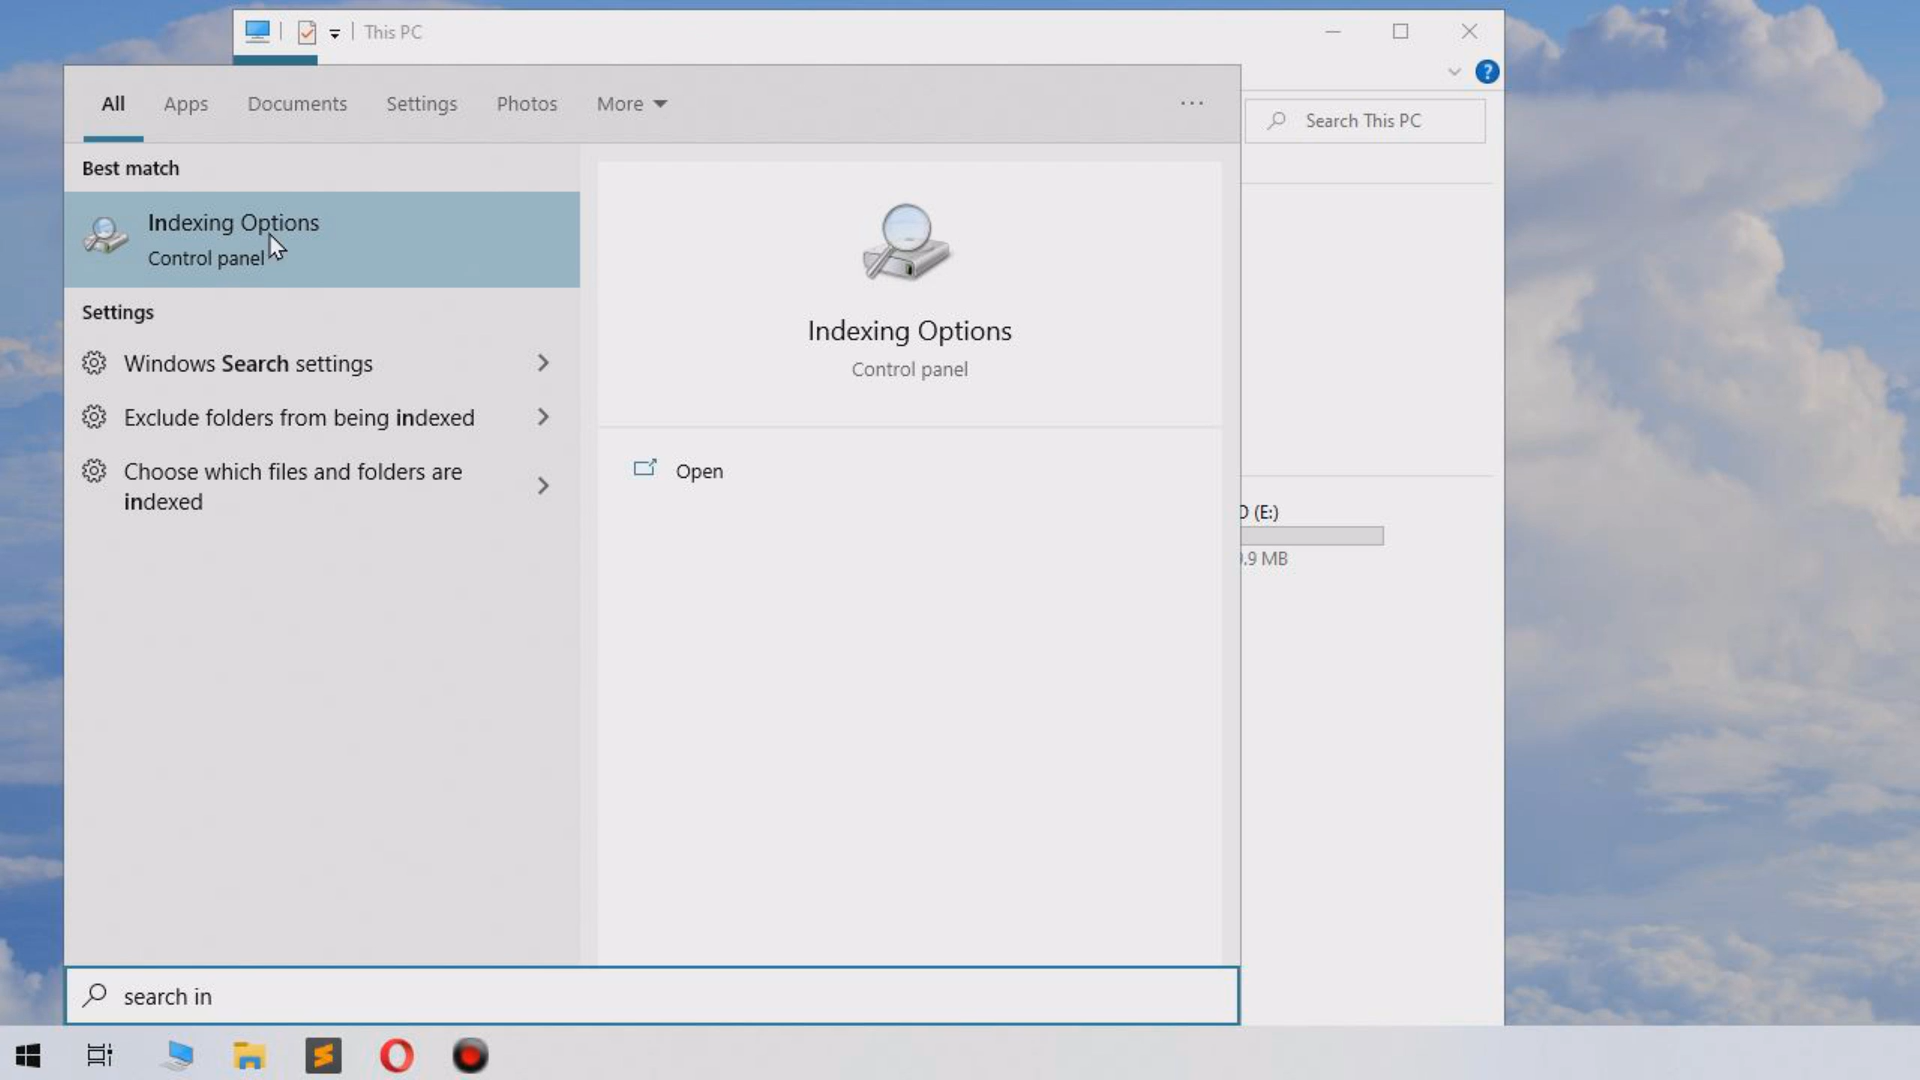 This PC
All
Apps
Documents
Settings
Photos
More
Search This PC
Best match
Indexing Options
Control panel
Settings
Windows Search settings
Exclude folders from being indexed
Choose which files and folders are
indexed
Indexing Options
Control panel
Open
(E:)
.9 MB
search in